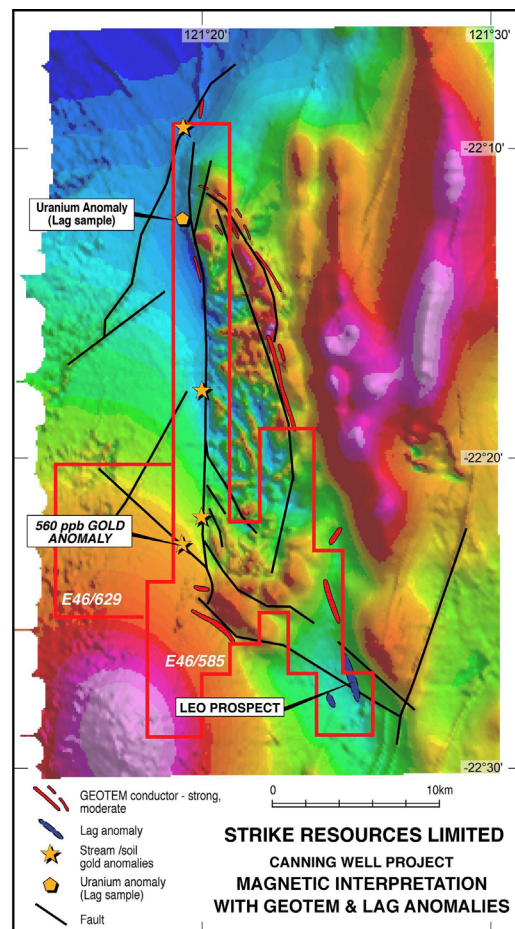 121°20'
121°30'
-22°10'
Uranium Anomaly
(Lag sample)
-22°20'
560 ppb GOLD
ANOMALY
E46/629
E46/585
LEO PROSPECT
-22°30'
GEOTEM conductor - strong,
moderate
Lag anomaly
Stream /soil
gold anomalies
Uranium anomaly
(Lag sample)
Fault
0
10km
STRIKE RESOURCES LIMITED
CANNING WELL PROJECT
MAGNETIC INTERPRETATION
WITH GEOTEM & LAG ANOMALIES